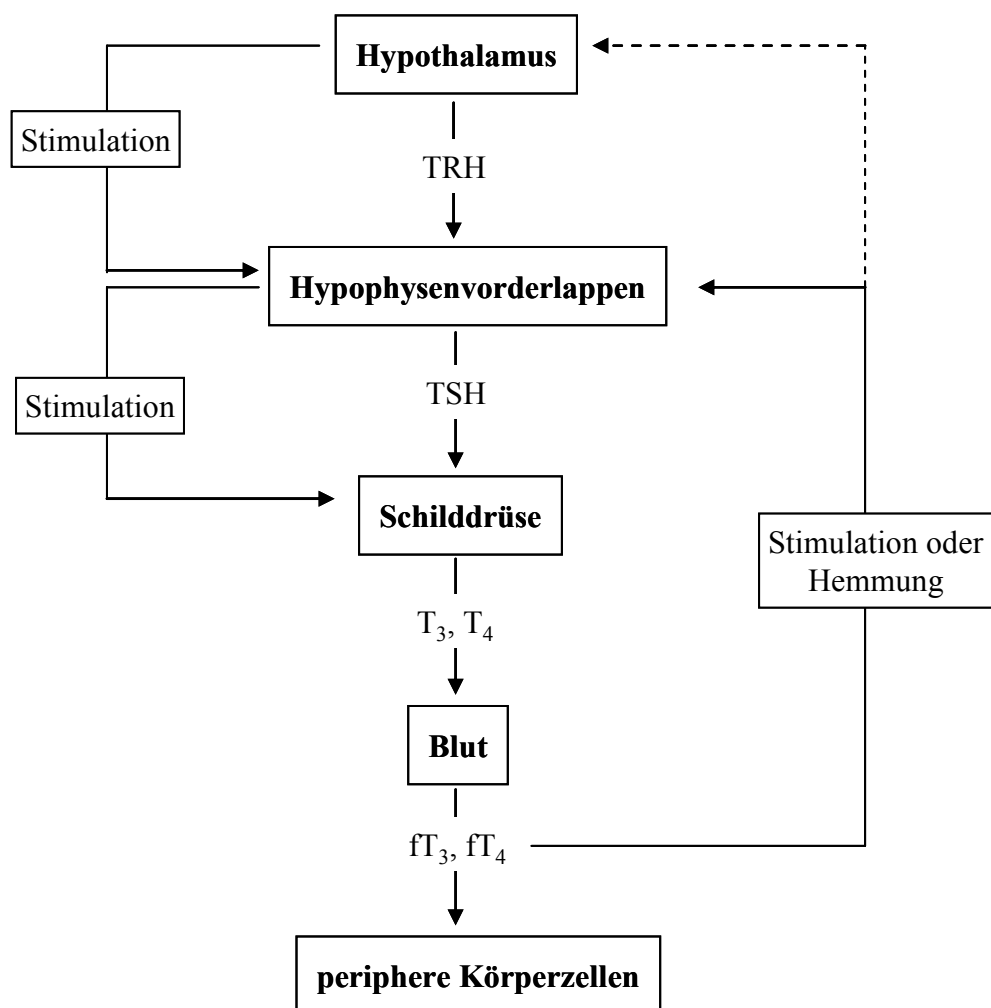 Hypothalamus
Stimulation
TRH
Hypophysenvorderlappen
TSH
Stimulation
Schilddrüse
Stimulation oder
Hemmung
T₃, T₄
Blut
fT₃, fT₄
periphere Körperzellen